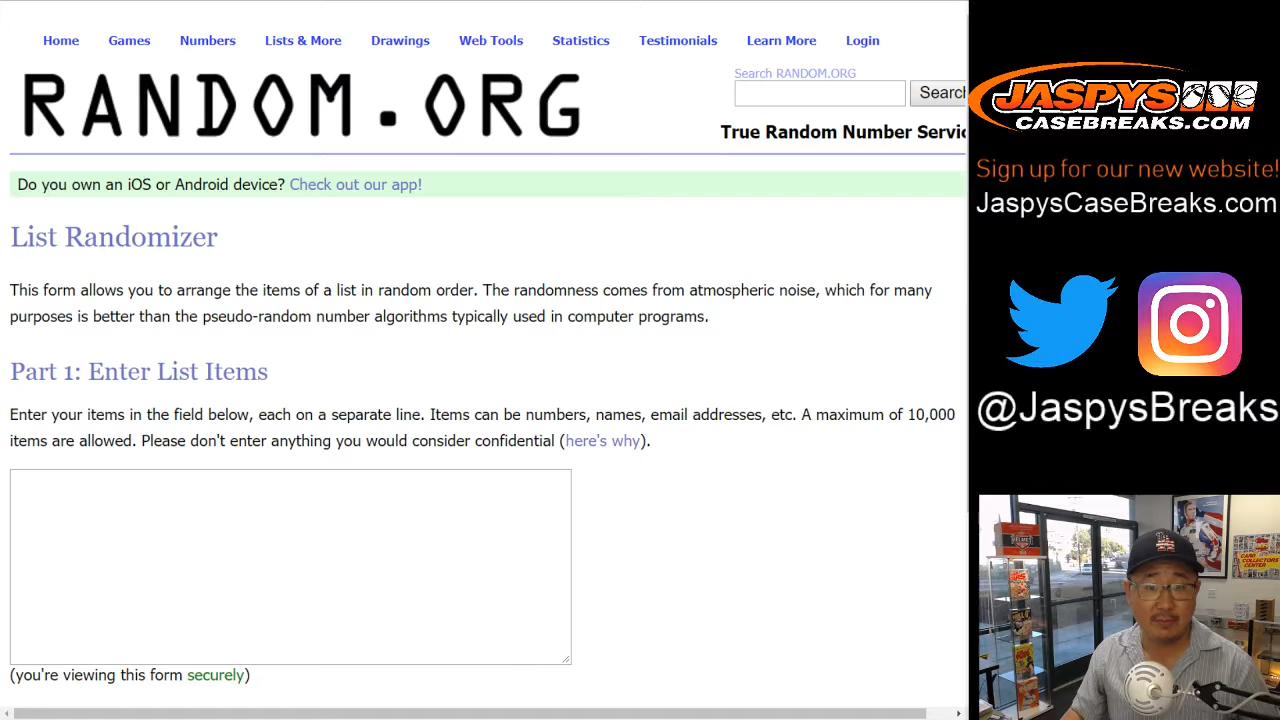 Home Games Numbers Lists & More Drawings Web Tools Statistics Testimonials Learn More Login
RANDOM.ORG
Search RANDOM.ORG
Search
True Random Number Servic
Do you own an iOS or Android device? Check out our app!
List Randomizer
This form allows you to arrange the items of a list in random order. The randomness comes from atmospheric noise, which for many
purposes is better than the pseudo-random number algorithms typically used in computer programs.
Part 1: Enter List Items
Enter your items in the field below, each on a separate line. Items can be numbers, names, email addresses, etc. A maximum of 10,000
items are allowed. Please don't enter anything you would consider confidential (here's why).
(you're viewing this form securely)
JASPYS
CASEBREAKS.COM
Sign up for our new website!
JaspysCaseBreaks.com
@JaspysBreaks
HELMET
CARD
COLLECTORS
CENTER